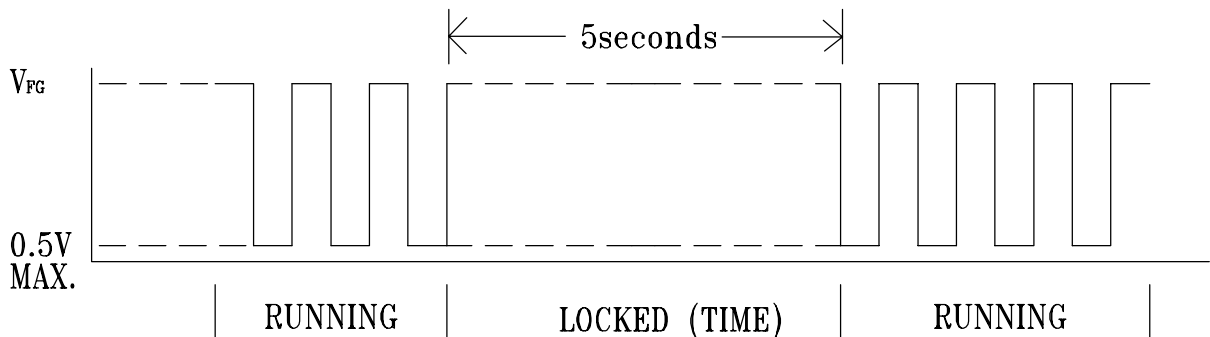 5seconds
VFG
0.5V
MAX.
RUNNING
LOCKED (TIME)
RUNNING